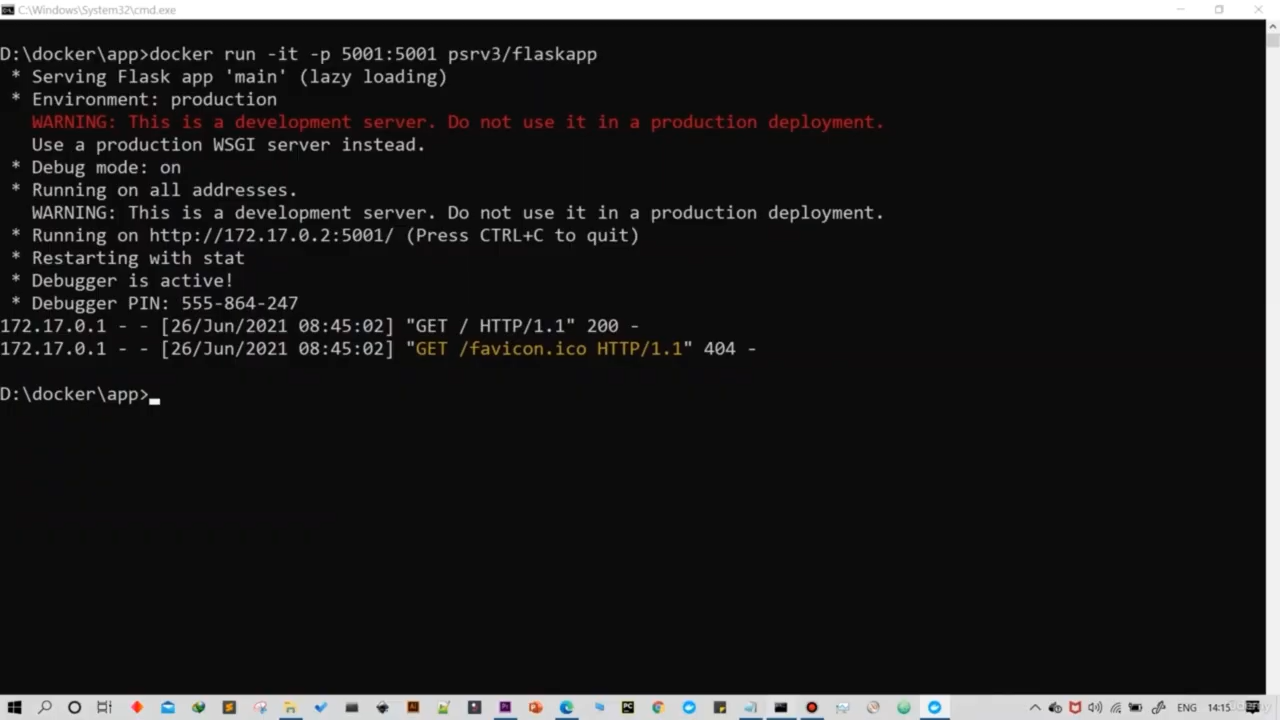 C:\Windows\System32\cmd.exe
D:\docker\app>docker run -it -p 5001:5001 psrv3/flaskapp
* Serving Flask app 'main' (lazy loading)
* Environment: production
WARNING: This is a development server. Do not use it in a production deployment.
Use a production WSGI server instead.
* Debug mode: on
* Running on all addresses.
WARNING: This is a development server. Do not use it in a production deployment.
* Running on http://172.17.0.2:5001/ (Press CTRL+C to quit)
* Restarting with stat
* Debugger is active!
* Debugger PIN: 555-864-247
172.17.0.1 - - [26/Jun/2021 08:45:02] "GET / HTTP/1.1" 200 -
172.17.0.1 - - [26/Jun/2021 08:45:02] "GET /favicon.ico HTTP/1.1" 404 -
D:\docker\app>
ENG 14:15